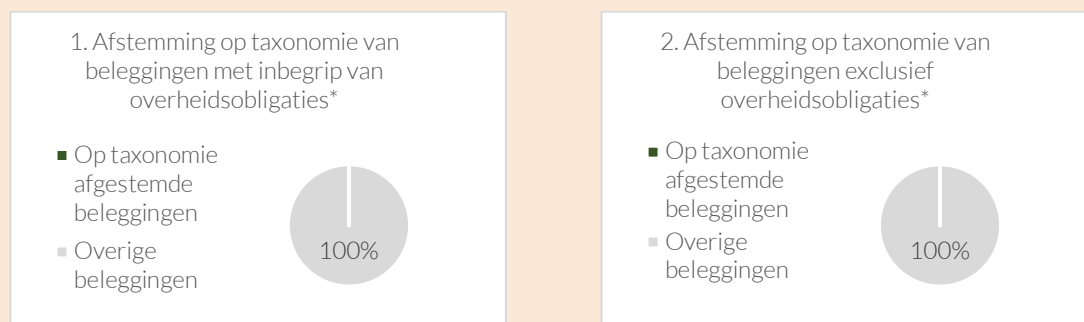 1. Afstemming op taxonomie van
beleggingen met inbegrip van
overheidsobligaties*
Op taxonomie
afgestemde
beleggingen
Overige
beleggingen
100%
2. Afstemming op taxonomie van
beleggingen exclusief
overheidsobligaties*
Op taxonomie
afgestemde
beleggingen
Overige
beleggingen
100%